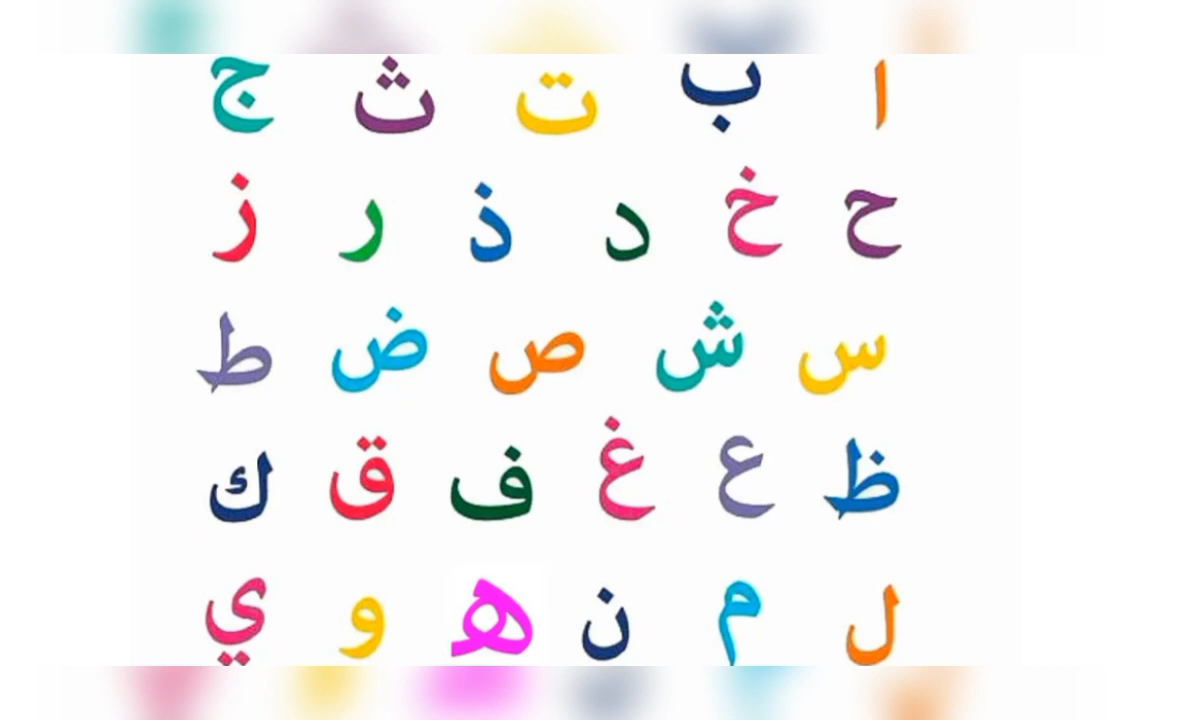 ا ب ت ث ج
ح خ د ذ ر ز
س ش ص ض ط
ظ ع غ ف ق ك
ل م ن ه و ي